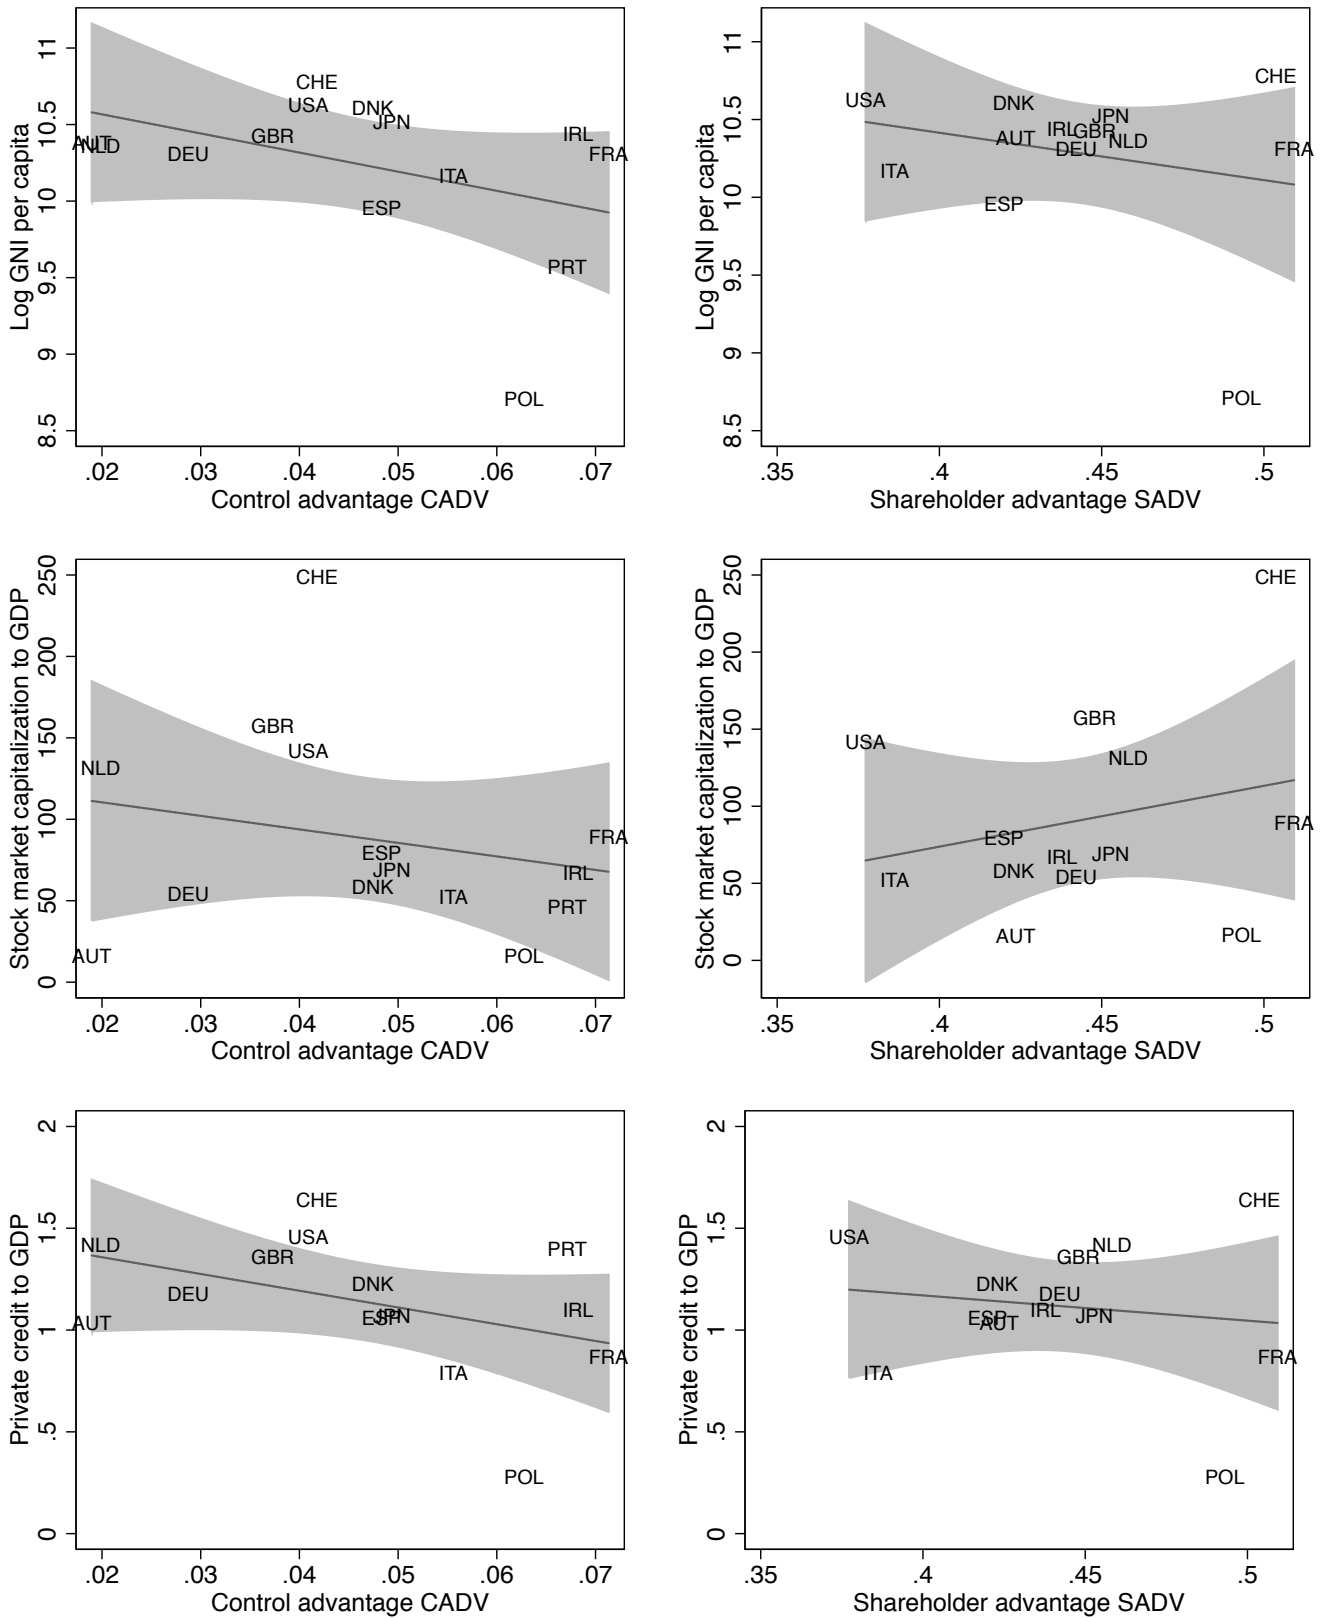 Log GNI per capita
11
10.5
10
9.5
9
8.5
CHE
USA
DNK
JPN
GBR
IRL
AUT
NLD
DEU
FRA
ITA
ESP
PRT
POL
.02 .03 .04 .05 .06 .07
Control advantage CADV
Log GNI per capita
11
10.5
10
9.5
9
8.5
CHE
USA
DNK
JPN
IRL
GBR
AUT
NLD
DEU
FRA
ITA
ESP
POL
.35 .4 .45 .5
Shareholder advantage SADV
Stock market capitalization to GDP
250
200
150
100
50
0
CHE
GBR
USA
NLD
FRA
ESP
JPN
IRL
DNK
DEU
ITA
PRT
AUT
POL
.02 .03 .04 .05 .06 .07
Control advantage CADV
Stock market capitalization to GDP
250
200
150
100
50
0
CHE
GBR
USA
NLD
FRA
ESP
JPN
IRL
DNK
DEU
ITA
AUT
POL
.35 .4 .45 .5
Shareholder advantage SADV
Private credit to GDP
2
1.5
1
.5
0
CHE
USA
NLD
PRT
GBR
DNK
DEU
IRL
JPN
ESP
AUT
FRA
ITA
POL
.02 .03 .04 .05 .06 .07
Control advantage CADV
Private credit to GDP
2
1.5
1
.5
0
CHE
USA
NLD
GBR
DNK
DEU
IRL
JPN
ESP
AUT
FRA
ITA
POL
.35 .4 .45 .5
Shareholder advantage SADV